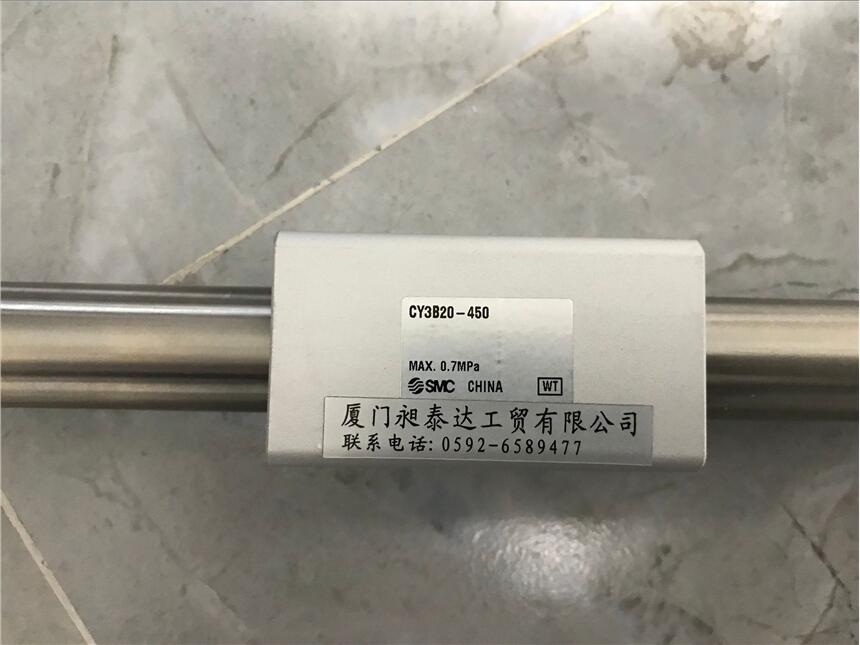 CY3B20-450
MAX. 0.7MPa
SMC CHINA WT
厦门昶泰达工贸有限公司
联系电话: 0592-6589477